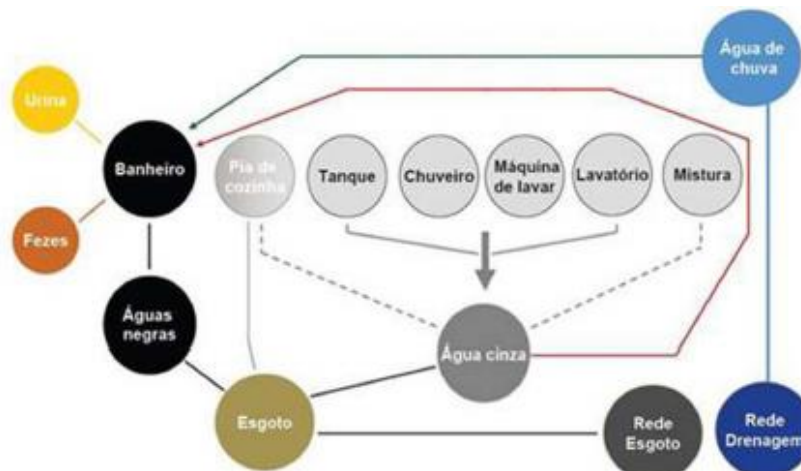 Água de
chuva
Urina
Banheiro
Pia de
cozinha
Tanque
Chuveiro
Máquina
de lavar
Lavatório
Mistura
Fezes
Águas
negras
Água cinza
Esgoto
Rede
Esgoto
Rede
Drenagem